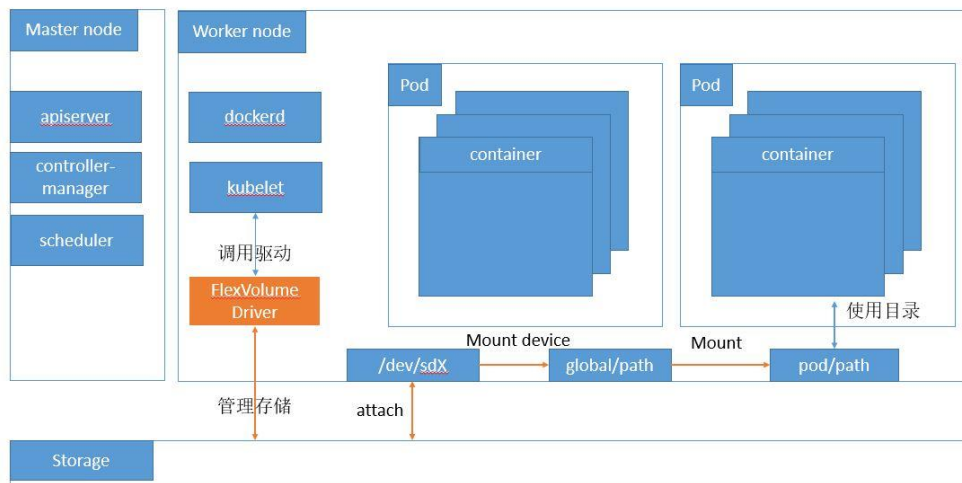 Master node
Worker node
Pod
Pod
apiserver
dockerd
controller-
manager
container
container
kubelet
scheduler
调用驱动
FlexVolume
Driver
使用目录
Mount device
Mount
/dev/sdX
global/path
pod/path
管理存储
attach
Storage